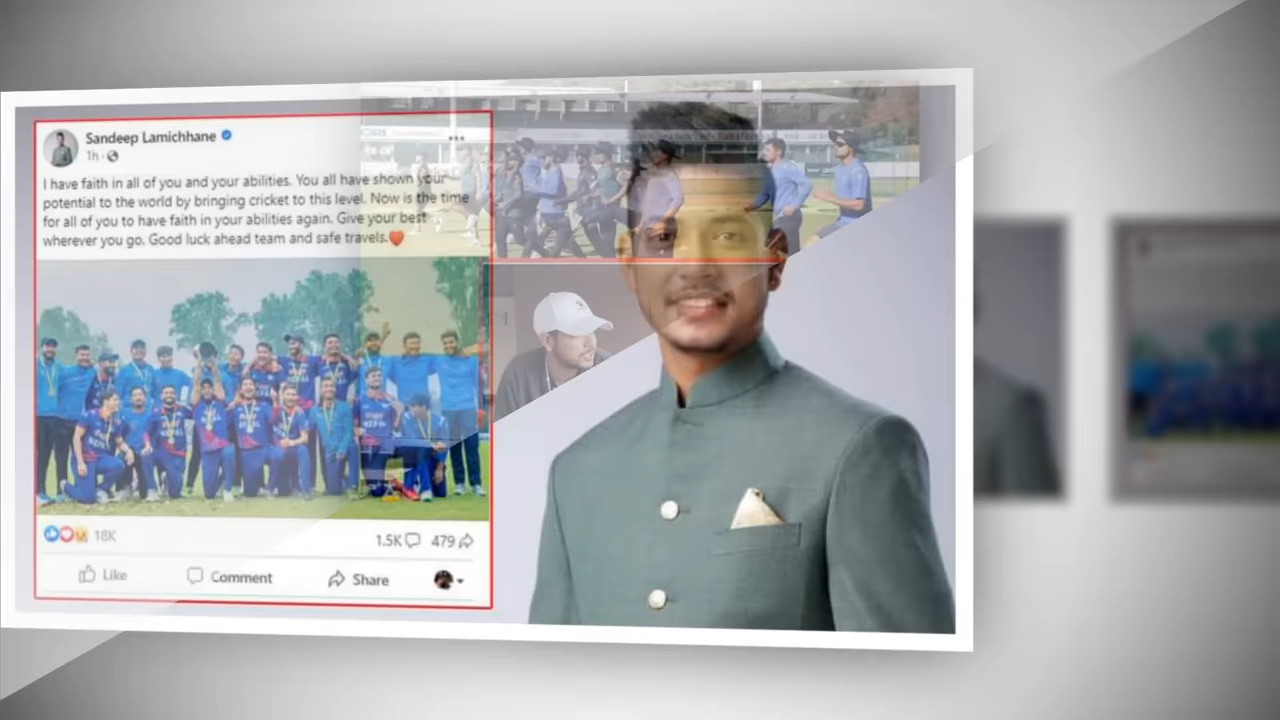 Sandeep Lamichhane
1h
I have faith in all of you and your abilities. You all have shown your
potential to the world by bringing cricket to this level. Now is the time
for all of you to have faith in your abilities again. Give your best
wherever you go. Good luck ahead team and safe travels.❤️
18K
1.5K
479
Like
Comment
Share